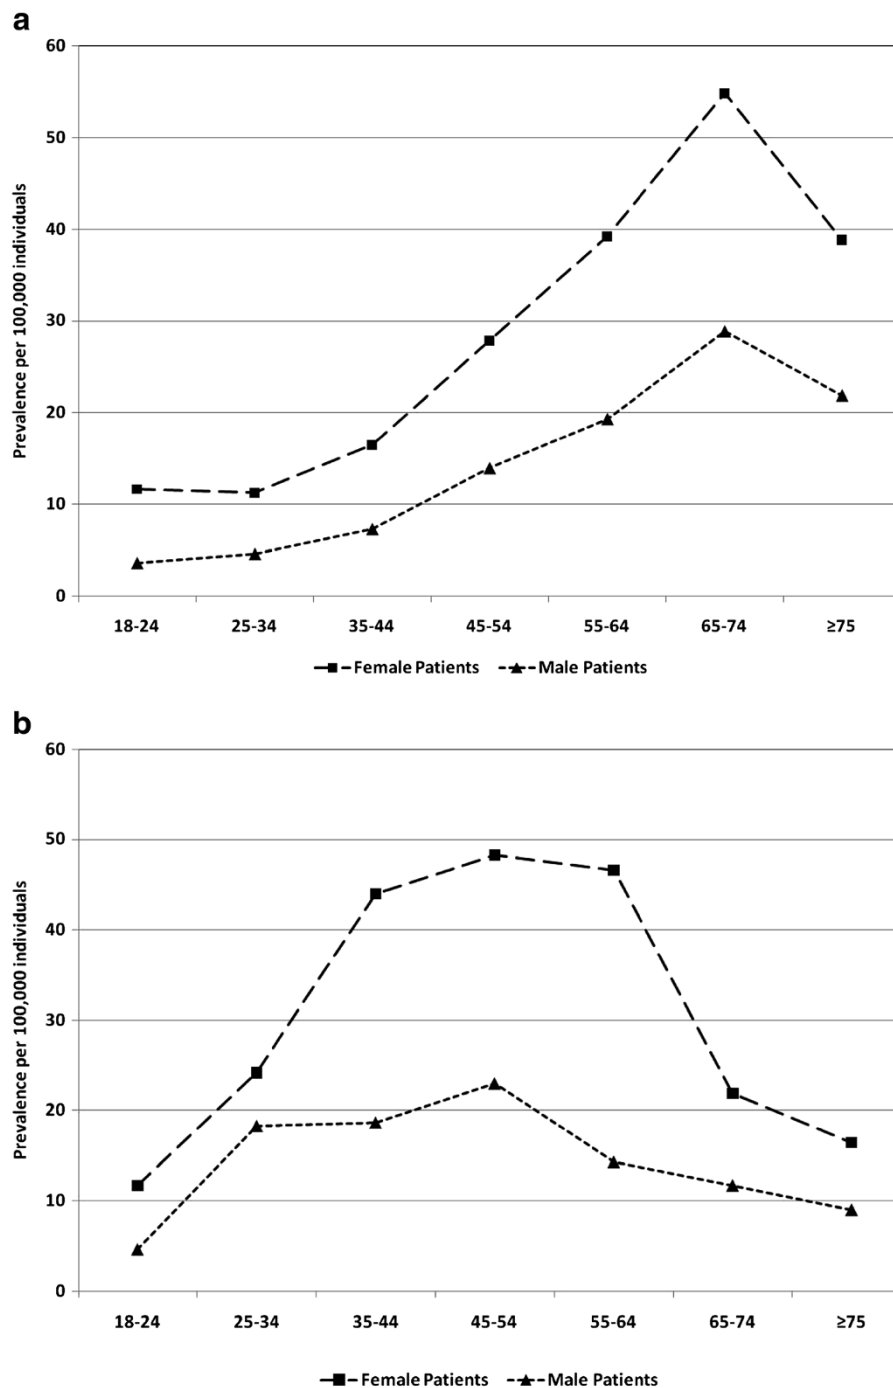 a
Prevalence per 100,000 individuals
60
50
40
30
20
10
0
18-24 25-34 35-44 45-54 55-64 65-74 ≥75
Female Patients Male Patients
b
Prevalence per 100,000 individuals
60
50
40
30
20
10
0
18-24 25-34 35-44 45-54 55-64 65-74 ≥75
Female Patients Male Patients